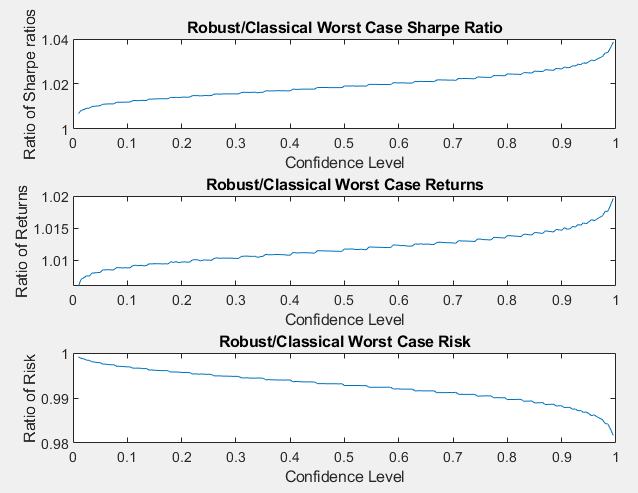 Robust/Classical Worst Case Sharpe Ratio
Ratio of Sharpe ratios
1.04
1.02
1
0 0.1 0.2 0.3 0.4 0.5 0.6 0.7 0.8 0.9 1
Confidence Level
Robust/Classical Worst Case Returns
Ratio of Returns
1.02
1.015
1.01
0 0.1 0.2 0.3 0.4 0.5 0.6 0.7 0.8 0.9 1
Confidence Level
Robust/Classical Worst Case Risk
Ratio of Risk
1
0.99
0.98
0 0.1 0.2 0.3 0.4 0.5 0.6 0.7 0.8 0.9 1
Confidence Level